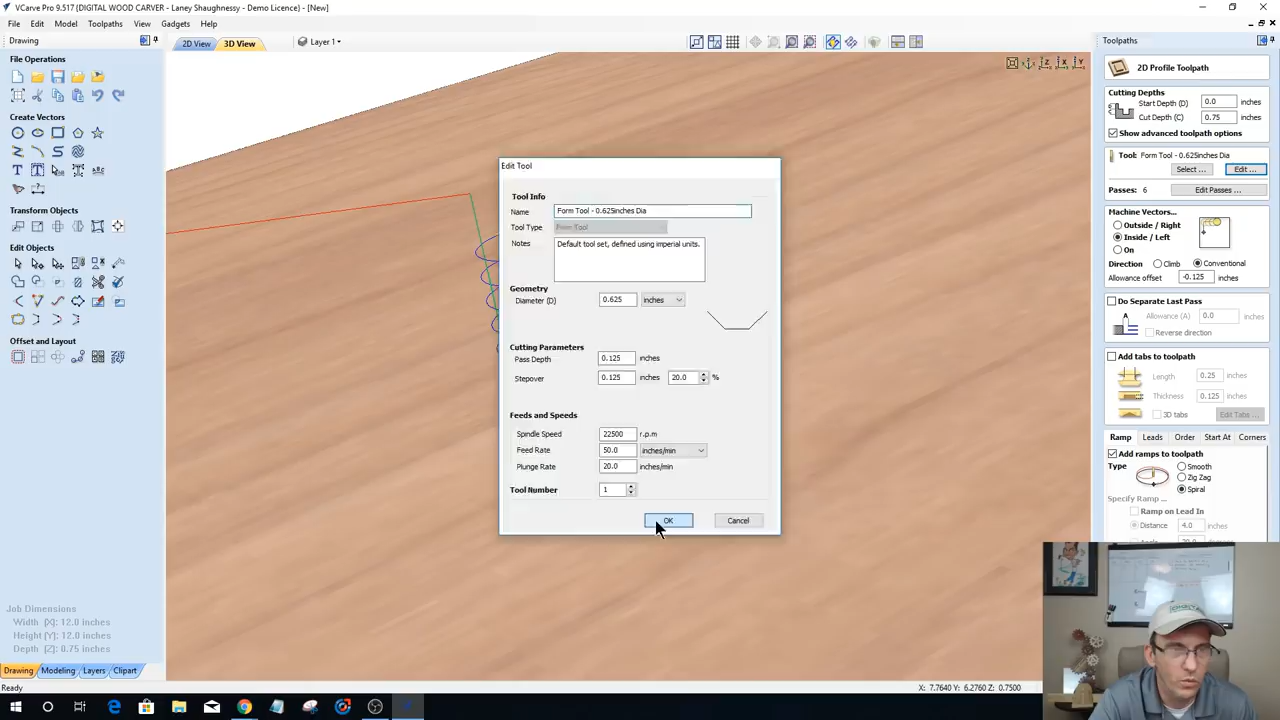 VCarve Pro 9.517 {DIGITAL WOOD CARVER - Laney Shaughnessy - Demo Licence} - [New]
File Edit Model Toolpaths View Gadgets Help
Drawing
2D View 3D View Layer 1
File Operations
Create Vectors
Transform Objects
Edit Objects
Offset and Layout
Job Dimensions
Width [X]: 12.0 inches
Height [Y]: 12.0 inches
Depth [Z]: 0.75 inches
Drawing Modeling Layers Clipart
Ready
X: 7.7640 Y: 6.2760 Z: 0.7500
Edit Tool
Tool Info
Name Form Tool - 0.625inches Dia
Tool Type Form Tool
Notes Default tool set, defined using imperial units.
Geometry
Diameter (D) 0.625 inches
Cutting Parameters
Pass Depth 0.125 inches
Stepover 0.125 inches 20.0 %
Feeds and Speeds
Spindle Speed 22500 r.p.m
Feed Rate 50.0 inches/min
Plunge Rate 20.0 inches/min
Tool Number 1
OK Cancel
Toolpaths
2D Profile Toolpath
Cutting Depths
Start Depth (D) 0.0 inches
Cut Depth (C) 0.75 inches
Show advanced toolpath options
Tool: Form Tool - 0.625inches Dia
Select ... Edit ...
Passes: 6 Edit Passes ...
Machine Vectors...
Outside / Right
Inside / Left
On
Direction Climb Conventional
Allowance offset -0.125 inches
Do Separate Last Pass
Allowance (A) 0.0 inches
Reverse direction
Add tabs to toolpath
Length 0.25 inches
Thickness 0.125 inches
3D tabs Edit Tabs ...
Ramp Leads Order Start At Corners
Add ramps to toolpath
Type Smooth
Zig Zag
Spiral
Specify Ramp ...
Ramp on Lead In
Distance 4.0 inches